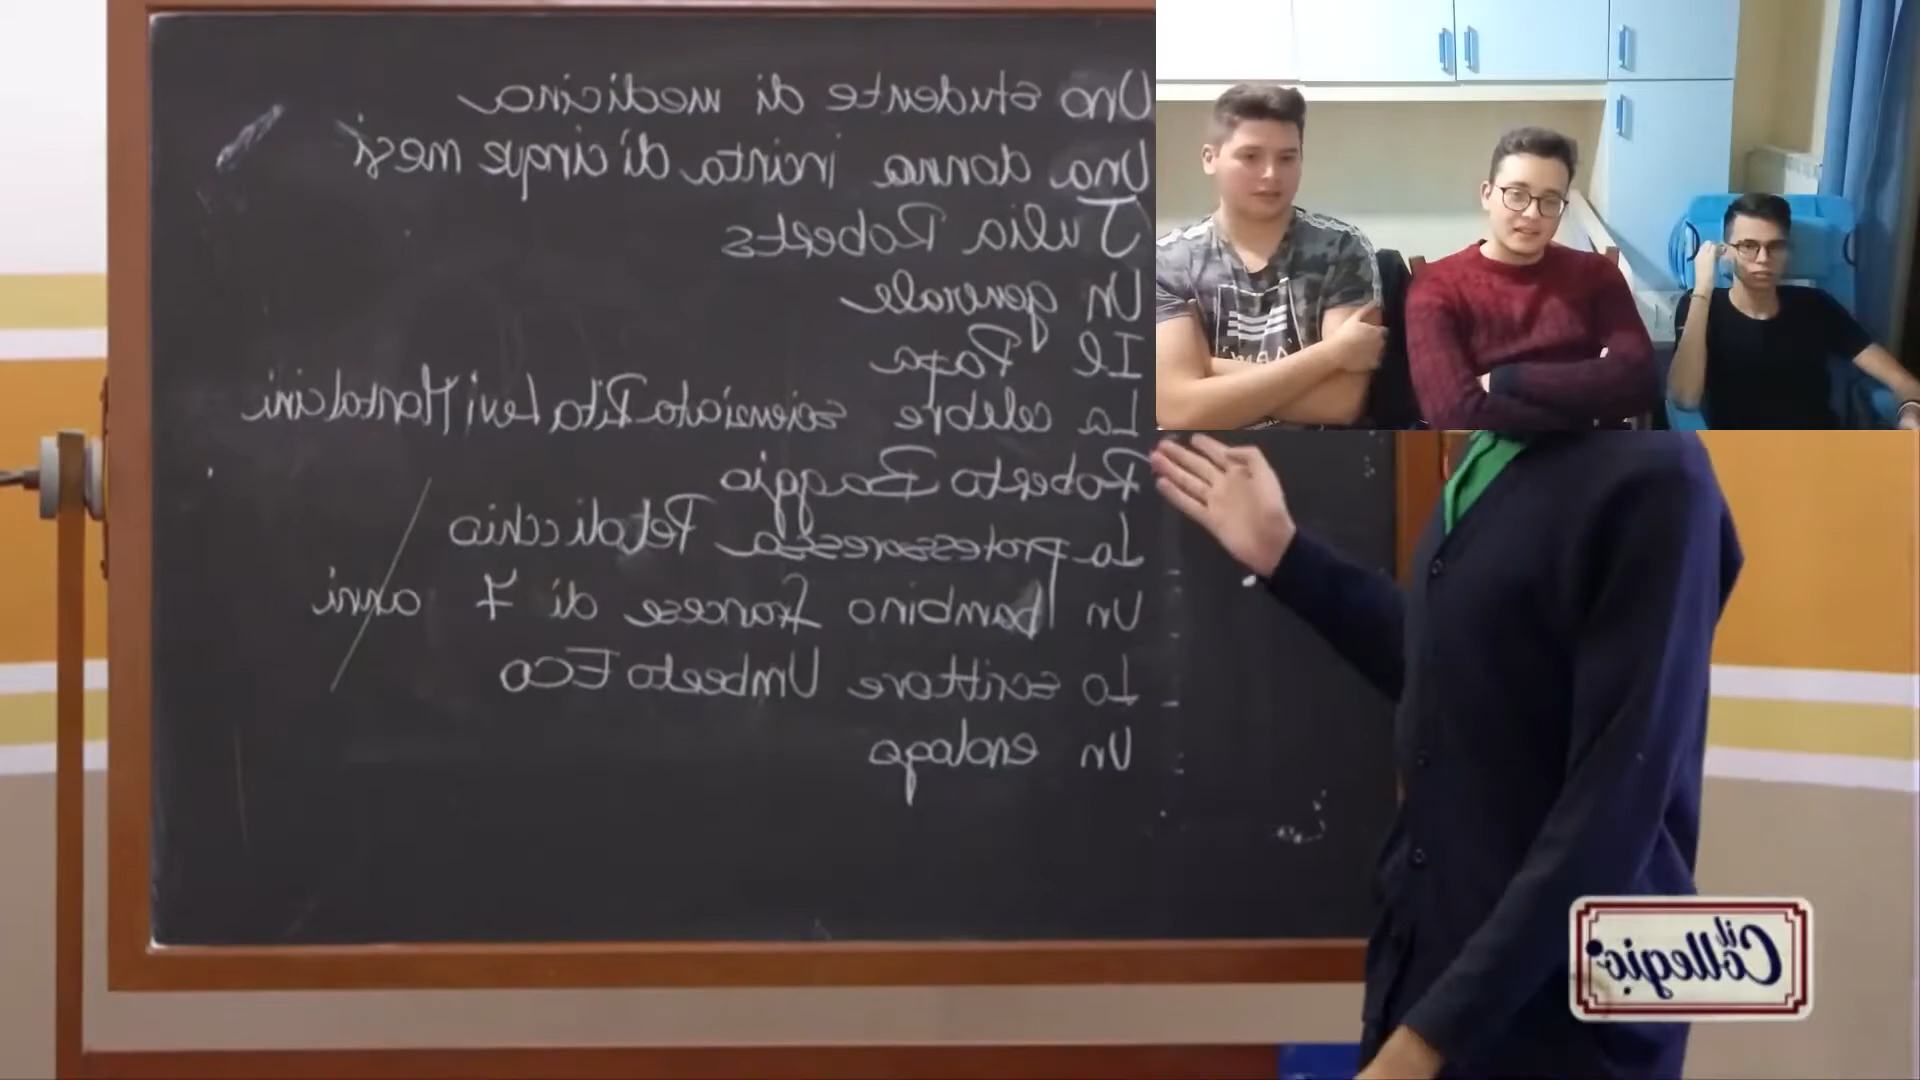 Uno studente di medicina
Una donna incinta di cinque mesi
Julia Roberts
Un generale
Il Papa
La celebre scienziata Rita Levi Montalcini
Roberto Baggio
La professoressa Petolicchio
Un bambino francese di 7 anni
Lo scrittore Umberto Eco
Un enologo
il Collegio